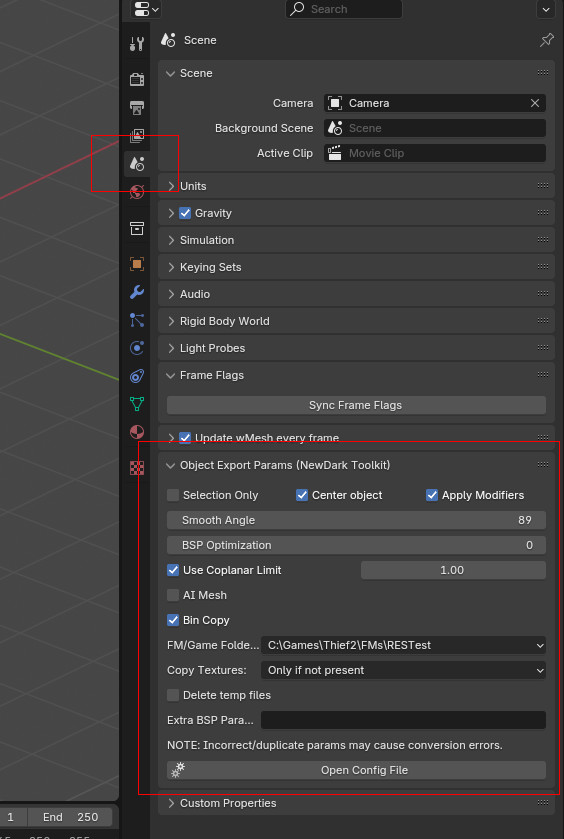 Search
Scene
Scene
Camera Camera
Background Scene Scene
Active Clip Movie Clip
Units
Gravity
Simulation
Keying Sets
Audio
Rigid Body World
Light Probes
Frame Flags
Sync Frame Flags
Update wMesh every frame
Object Export Params (NewDark Toolkit)
Selection Only Center object Apply Modifiers
Smooth Angle 89
BSP Optimization 0
Use Coplanar Limit 1.00
AI Mesh
Bin Copy
FM/Game Folde... C:\Games\Thief2\FMs\RESTest
Copy Textures: Only if not present
Delete temp files
Extra BSP Para...
NOTE: Incorrect/duplicate params may cause conversion errors.
Open Config File
Custom Properties
1 End 250